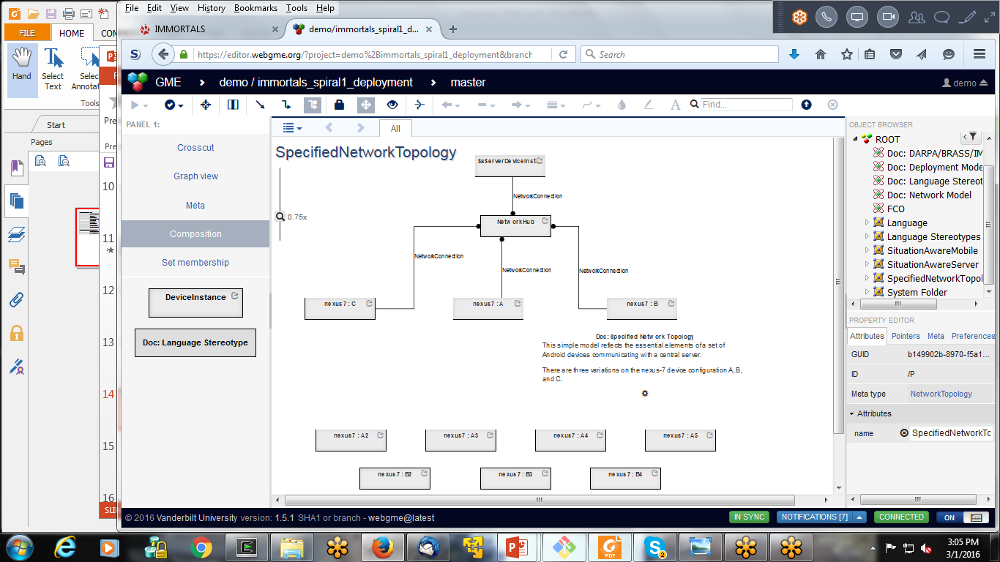 File Edit View History Bookmarks Tools Help
FILE HOME
IMMORTALS
demo/immortals_spiral1_d...
https://editor.webgme.org/?project=demo%2Bimmortals_spiral1_deployment&branch
Search
Hand
Select
Text
Tools
Start
Pages
GME
demo / immortals_spiral1_deployment
master
demo
Find...
PANEL 1:
Crosscut
Graph view
Meta
Composition
Set membership
DeviceInstance
Doc: Language Stereotype
All
SpecifiedNetworkTopology
0.75x
SaServerDeviceInst...
NetworkConnection
NetworkHub
NetworkConnection
NetworkConnection
NetworkConnection
nexus7 : C
nexus7 : A
nexus7 : B
Doc: Specified Network Topology
This simple model reflects the essential elements of a set of
Android devices communicating with a central server.
There are three variations on the nexus-7 device configuration A, B,
and C.
nexus7 : A2
nexus7 : A3
nexus7 : A4
nexus7 : A5
nexus7 : B2
nexus7 : B3
nexus7 : B4
OBJECT BROWSER
ROOT
Doc: DARPA/BRASS/IM
Doc: Deployment Mode
Doc: Language Stereot
Doc: Network Model
FCO
Language
Language Stereotypes
SituationAwareMobile
SituationAwareServer
SpecifiedNetworkTopol
System Folder
PROPERTY EDITOR
Attributes Pointers Meta Preferences
GUID b149902b-8970-f5a1...
ID /P
Meta type NetworkTopology
Attributes
name SpecifiedNetworkTo
10
11
12
13
14
15
16
© 2016 Vanderbilt University version: 1.5.1 SHA1 or branch - webgme@latest
IN SYNC
NOTIFICATIONS [7]
CONNECTED
ON
PDF
2
3:05 PM
3/1/2016